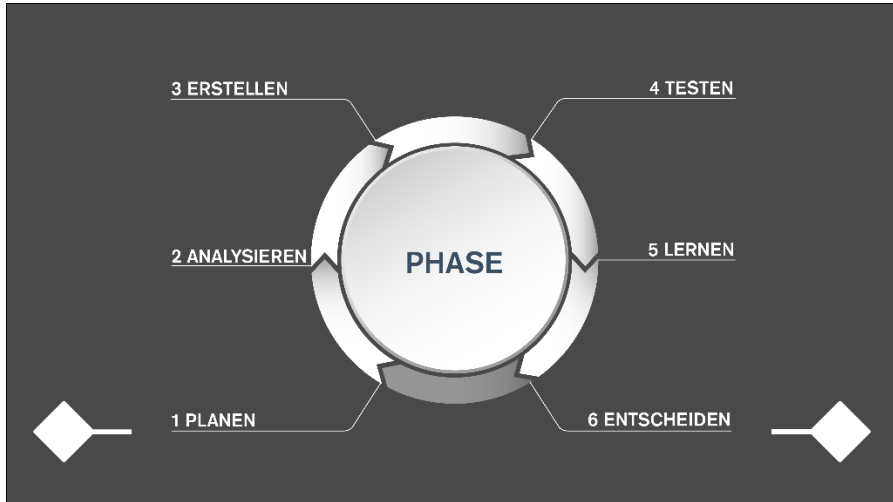 3 ERSTELLEN
4 TESTEN
2 ANALYSIEREN
PHASE
5 LERNEN
1 PLANEN
6 ENTSCHEIDEN